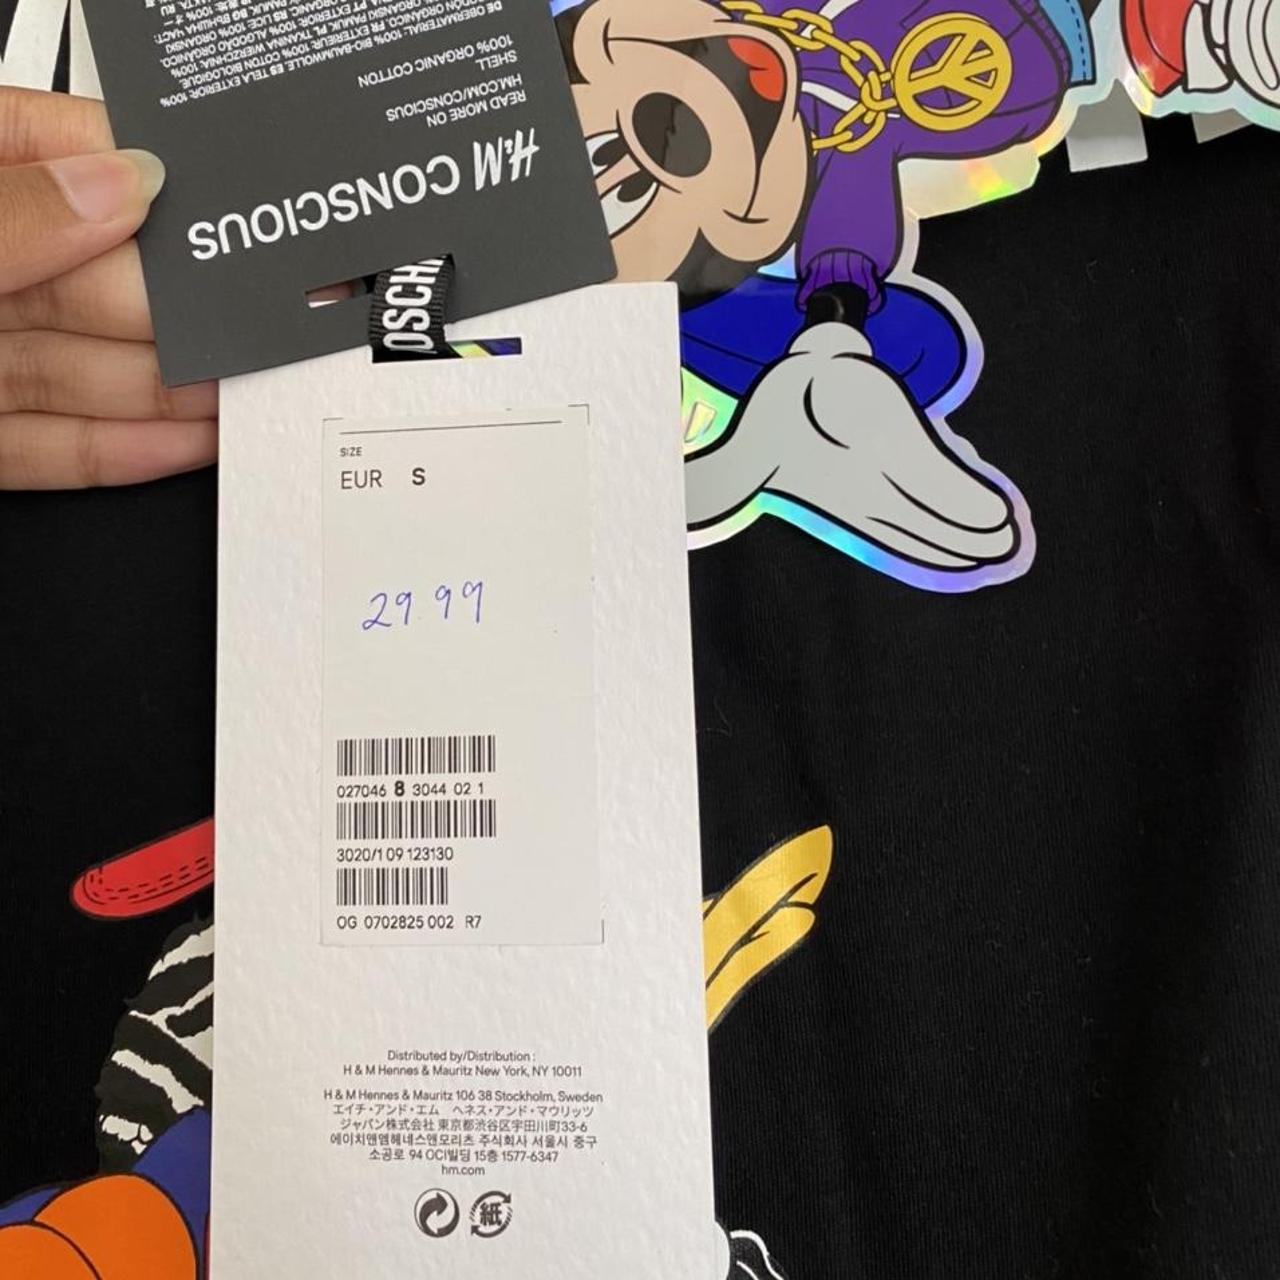 H&M CONSCIOUS
READ MORE ON
HM.COM/CONSCIOUS
SHELL
100% ORGANIC COTTON
OSCHI
SIZE
EUR S
29.99
027046 8 3044 02 1
3020/1 09 123130
OG 0702825 002 R7
Distributed by/Distribution :
H & M Hennes & Mauritz New York, NY 10011
H & M Hennes & Mauritz 106 38 Stockholm, Sweden
エイチ・アンド・エム ヘネス・アンド・マウリッツ
ジャパン株式会社 東京都渋谷区宇田川町33-6
에이치앤엠헤네스앤모리츠 주식회사 서울시 중구
소공로 94 OCI빌딩 15층 1577-6347
hm.com
紙